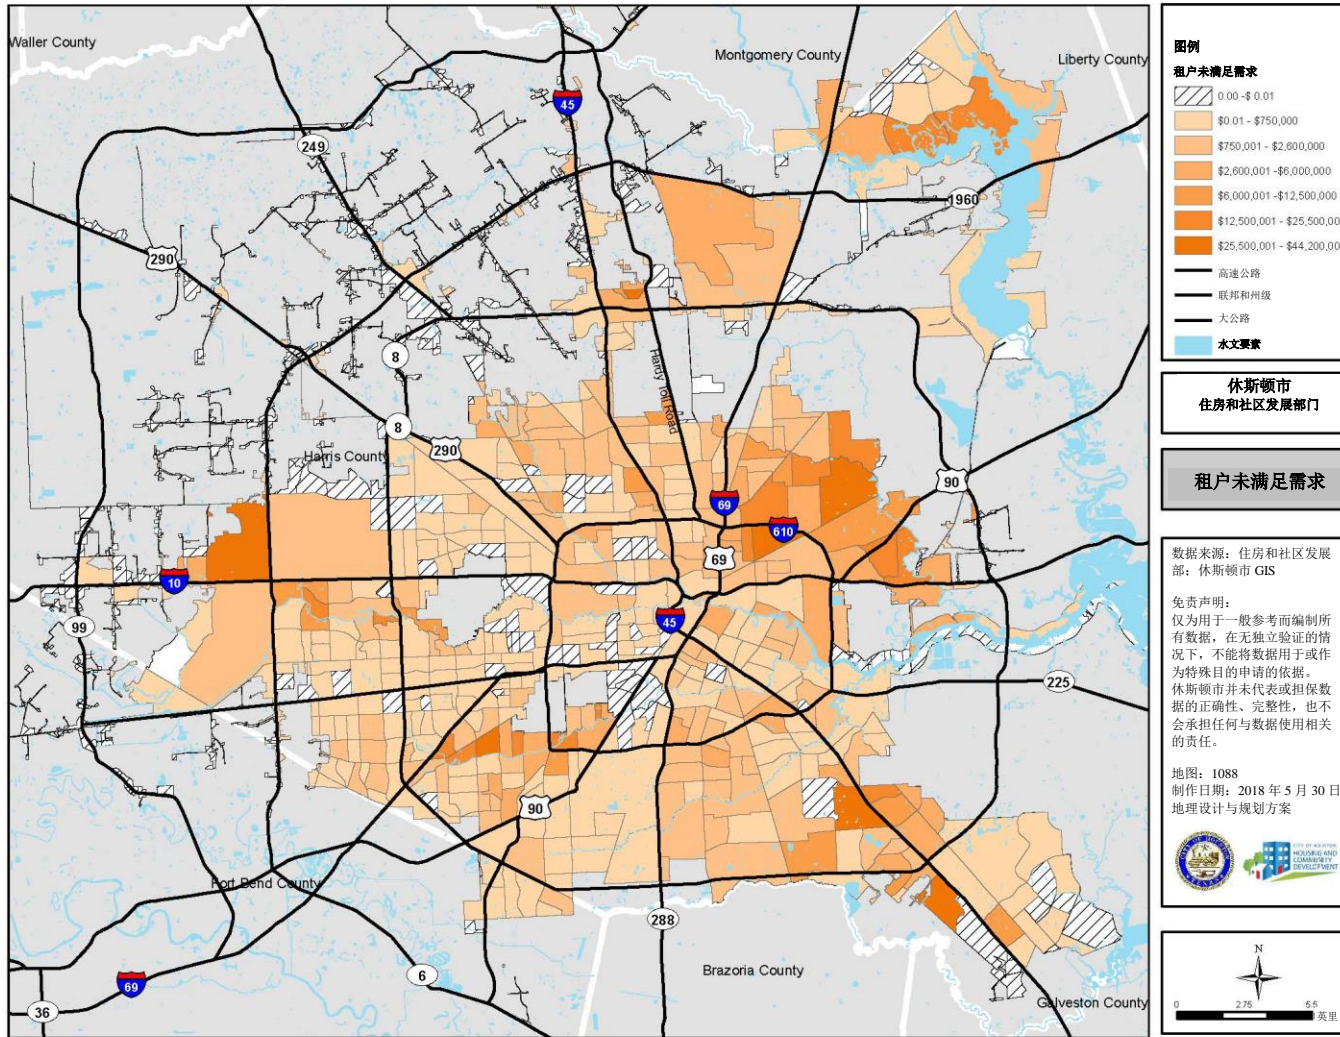 Waller County
Montgomery County
Liberty County
45
249
1960
290
8
Hardy Toll Road
8
290
Harris County
90
69
610
69
10
45
99
225
90
Fort Bend County
288
6
Brazoria County
69
36
Galveston County
图例
租户未满足需求
0.00 -$ 0.01
$0.01 - $750,000
$750,001 - $2,600,000
$2,600,001 -$6,000,000
$6,000,001 -$12,500,000
$12,500,001 - $25,500,00
$25,500,001 - $44,200,00
高速公路
联邦和州级
大公路
水文要素
休斯顿市
住房和社区发展部门
租户未满足需求
数据来源：住房和社区发展
部；休斯顿市 GIS
免责声明：
仅为用于一般参考而编制所
有数据，在无独立验证的情
况下，不能将数据用于或作
为特殊目的申请的依据。
休斯顿市并未代表或担保数
据的正确性、完整性，也不
会承担任何与数据使用相关
的责任。
地图：1088
制作日期：2018 年 5 月 30 日
地理设计与规划方案
CITY OF HOUSTON
HOUSING AND
COMMUNITY
DEVELOPMENT
N
0 2.75 5.5
英里